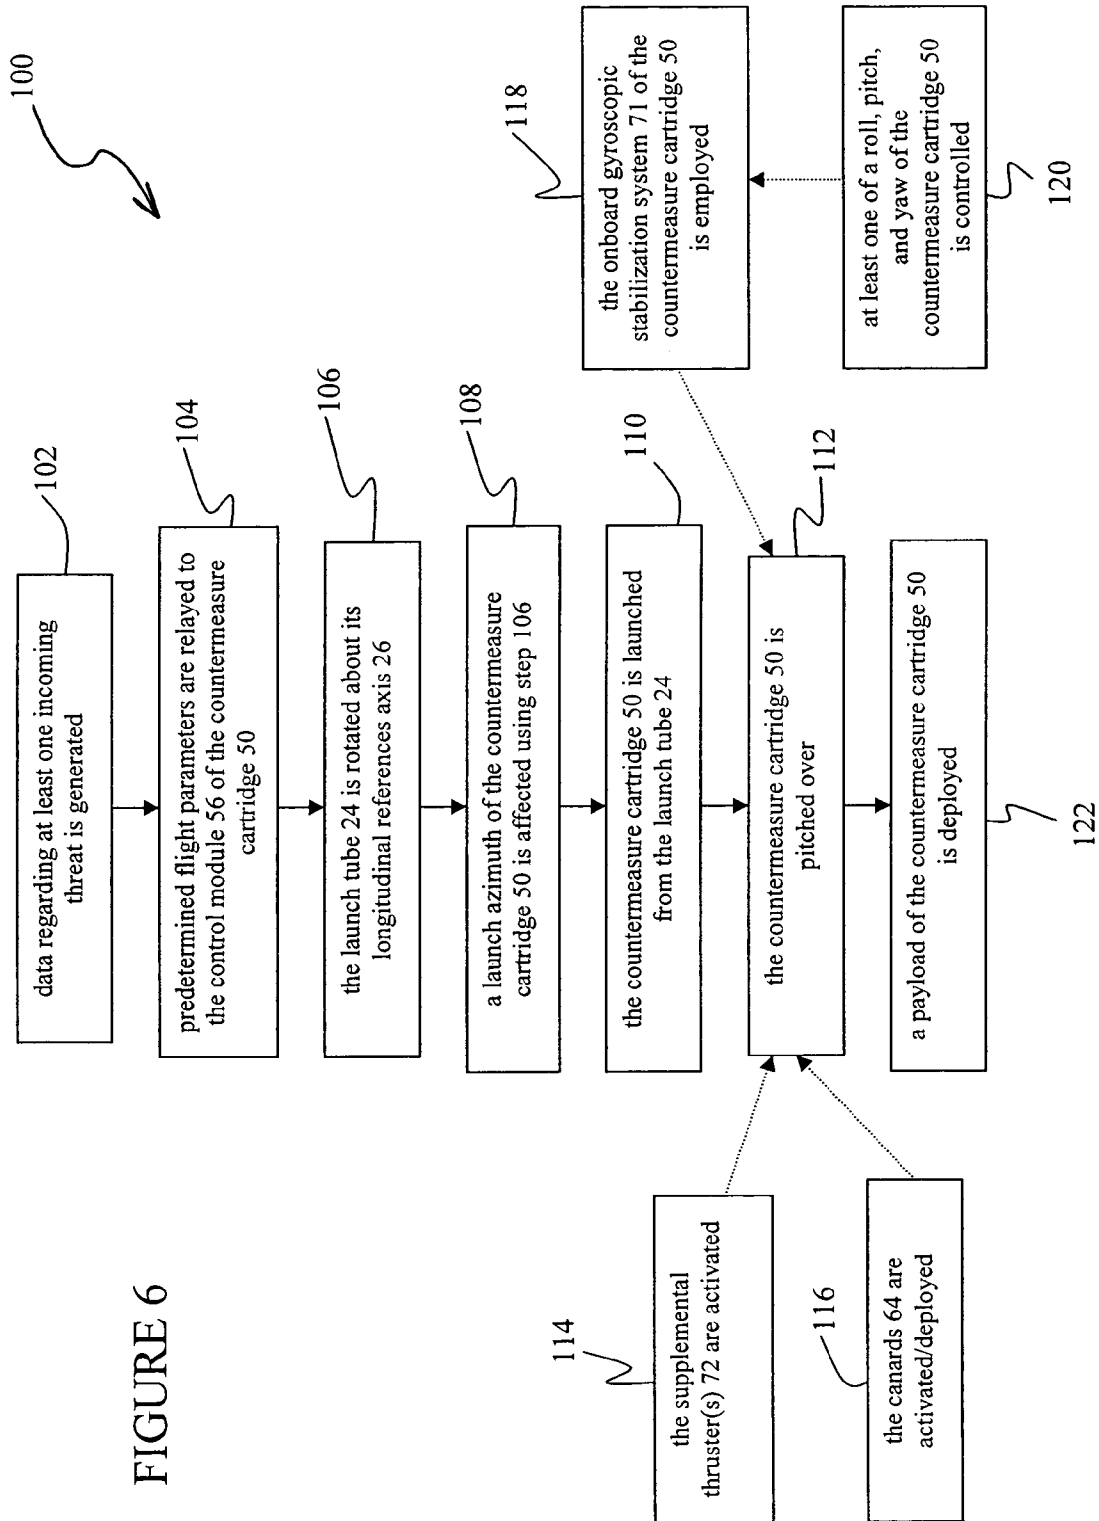 FIGURE 6
100
102
data regarding at least one incoming
threat is generated
104
predetermined flight parameters are relayed to
the control module 56 of the countermeasure
cartridge 50
106
the launch tube 24 is rotated about its
longitudinal references axis 26
108
a launch azimuth of the countermeasure
cartridge 50 is affected using step 106
110
the countermeasure cartridge 50 is launched
from the launch tube 24
112
the countermeasure cartridge 50 is
pitched over
114
the supplemental
thruster(s) 72 are activated
116
the canards 64 are
activated/deployed
118
the onboard gyroscopic
stabilization system 71 of the
countermeasure cartridge 50
is employed
120
at least one of a roll, pitch,
and yaw of the
countermeasure cartridge 50
is controlled
a payload of the countermeasure cartridge 50
is deployed
122